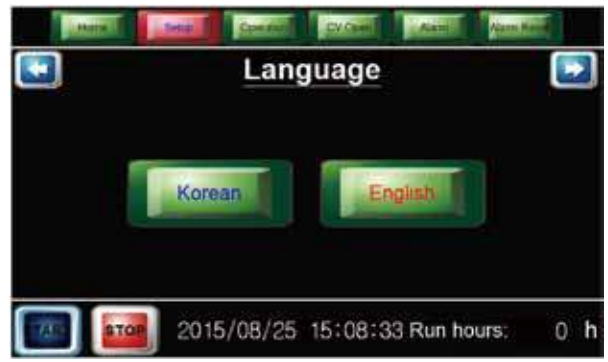 Home Setup Operation CV Open Alarm Alarm Reset
Language
Korean English
STOP 2015/08/25 15:08:33 Run hours: 0 h